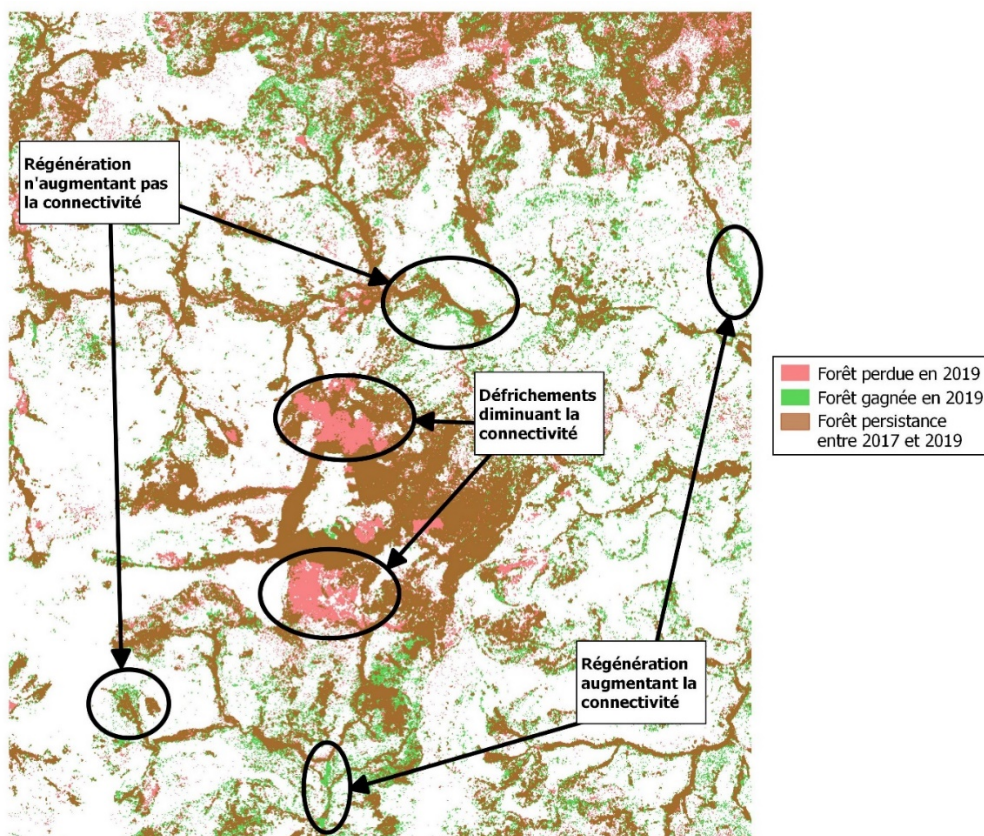 Régénération
n'augmentant pas
la connectivité
Défrichements
diminuant la
connectivité
Régénération
augmentant la
connectivité
Forêt perdue en 2019
Forêt gagnée en 2019
Forêt persistance
entre 2017 et 2019